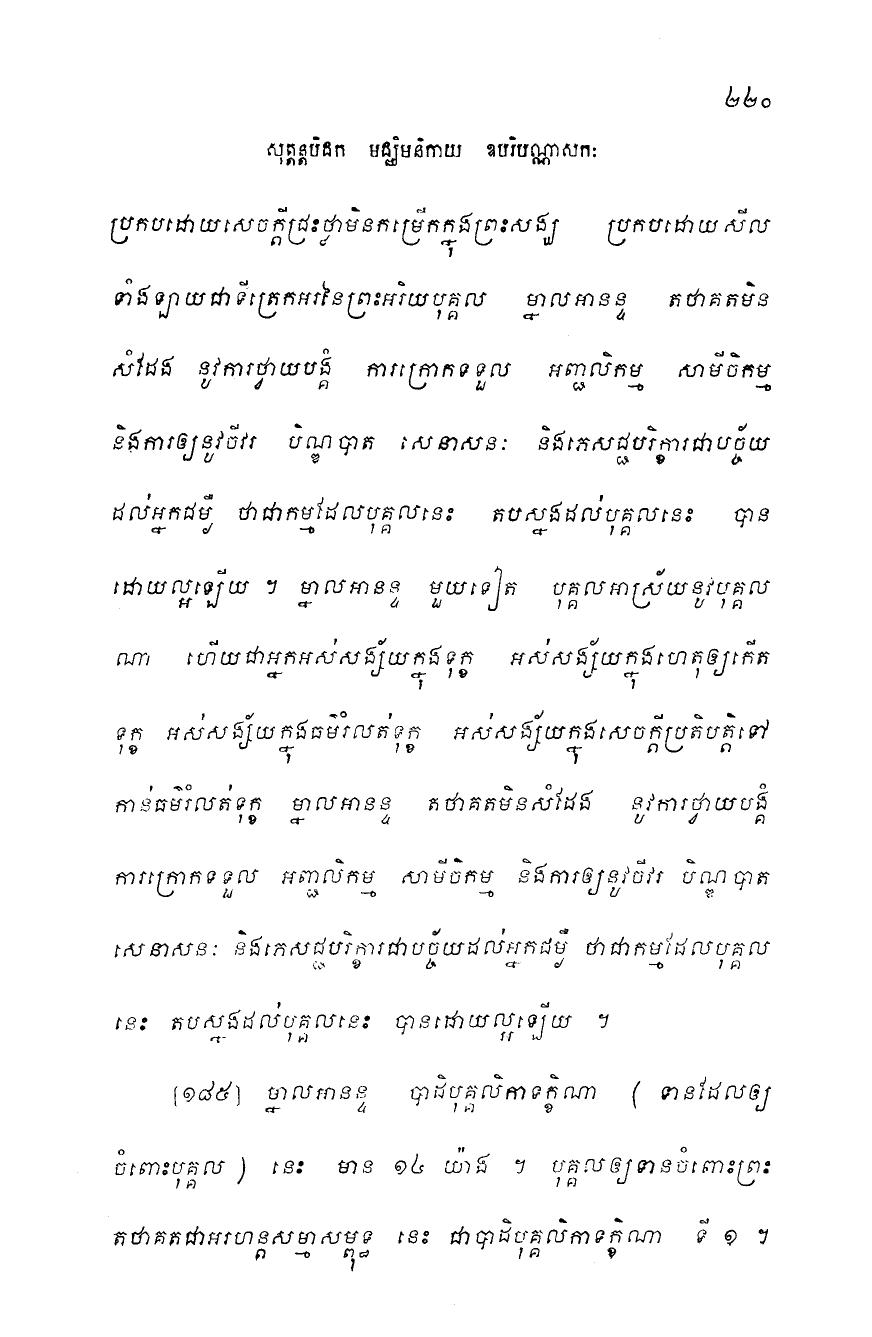 ២២០
សុត្តន្តបិដក មជ្ឈិមនិកាយ ឧបរិបណ្ណាសកៈ
ប្រកបដោយសេចក្តីជ្រះថ្លាមិនកម្រើកក្នុងព្រះសង្ឃ ប្រកបដោយសីល
ទាំងឡាយជាទីត្រេកអរនៃព្រះអរិយបុគ្គល ម្នាលអានន្ទ តថាគតមិន
សំដែង នូវការថ្វាយបង្គំ ការក្រោកទទួល អញ្ជលិកម្ម សាមីចិកម្ម
និងការឲ្យនូវចីវរ បិណ្ឌបាត សេនាសនៈ និងភេសជ្ជបរិក្ខារជាបច្ច័យ
ដល់អ្នកដម្លឺ ថាជាកម្មដែលបុគ្គលនេះ តបស្នងដល់បុគ្គលនេះ បាន
ដោយល្អឡើយ ។ ម្នាលអានន្ទ មួយទៀត បុគ្គលអាស្រ័យនូវបុគ្គល
ណា ហើយជាអ្នកអស់សង្ស័យក្នុងទុក្ខ អស់សង្ស័យក្នុងហេតុឲ្យកើត
ទុក្ខ អស់សង្ស័យក្នុងធម៌រំលត់ទុក្ខ អស់សង្ស័យក្នុងសេចក្តីប្រតិបត្តិទៅ
កាន់ធម៌រំលត់ទុក្ខ ម្នាលអានន្ទ តថាគតមិនសំដែង នូវការថ្វាយបង្គំ
ការក្រោកទទួល អញ្ជលិកម្ម សាមីចិកម្ម និងការឲ្យនូវចីវរ បិណ្ឌបាត
សេនាសនៈ និងភេសជ្ជបរិក្ខារជាបច្ច័យដល់អ្នកដម្លឺ ថាជាកម្មដែលបុគ្គល
នេះ តបស្នងដល់បុគ្គលនេះ បានដោយល្អឡើយ ។
[១៨៥] ម្នាលអានន្ទ បាដិបុគ្គលិកាទក្ខិណា ( ទានដែលឲ្យ
ចំពោះបុគ្គល ) នេះ មាន ១៤ យ៉ាង ។ បុគ្គលឲ្យទានចំពោះព្រះ
តថាគតជាអរហន្តសម្មាសម្ពុទ្ធ នេះ ជាបាដិបុគ្គលិកាទក្ខិណា ទី ១ ។